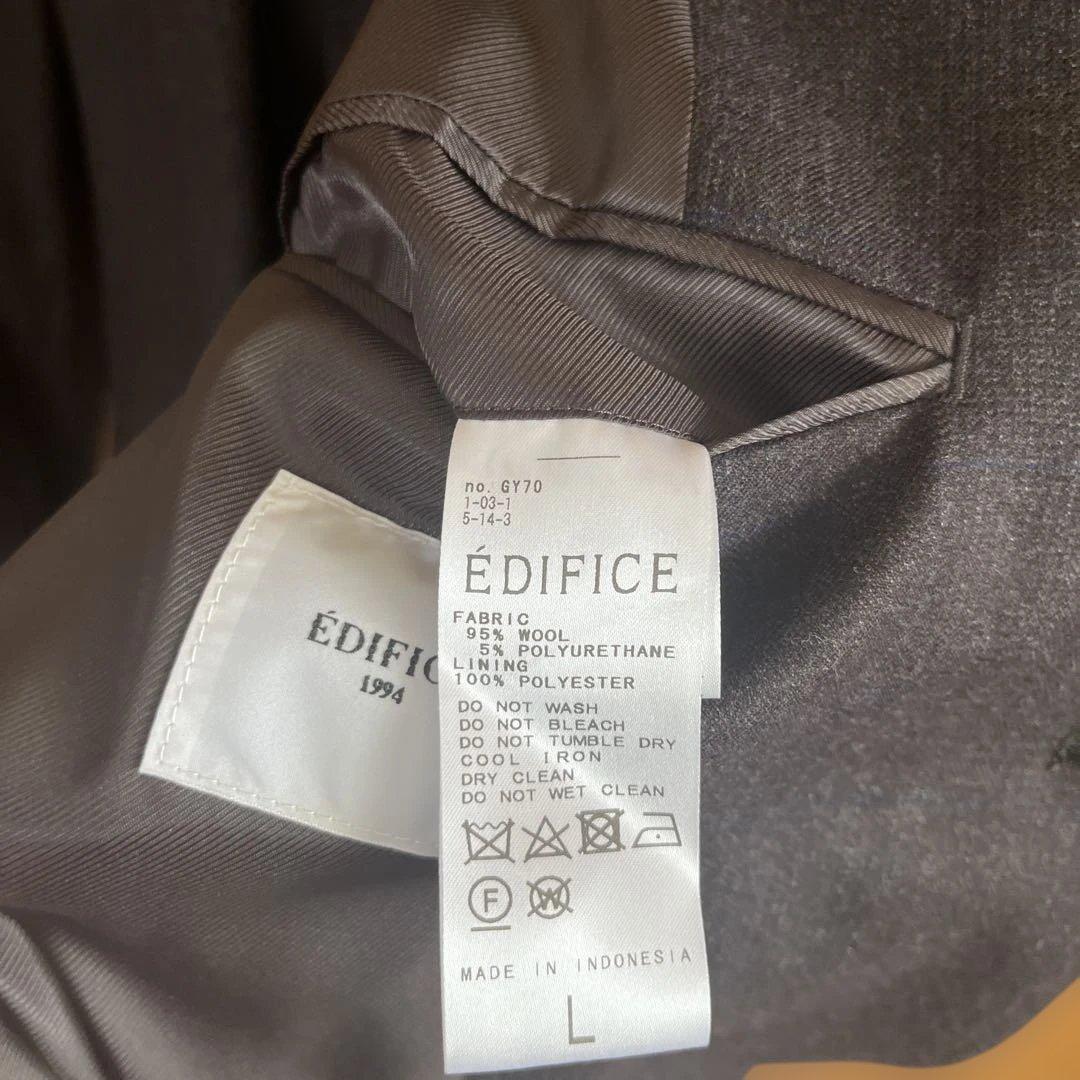 no. GY70
1-03-1
5-14-3
ÉDIFICE
FABRIC
95% WOOL
5% POLYURETHANE
LINING
100% POLYESTER
DO NOT WASH
DO NOT BLEACH
DO NOT TUMBLE DRY
COOL IRON
DRY CLEAN
DO NOT WET CLEAN
F
W
MADE IN INDONESIA
L
ÉDIFIC
1994